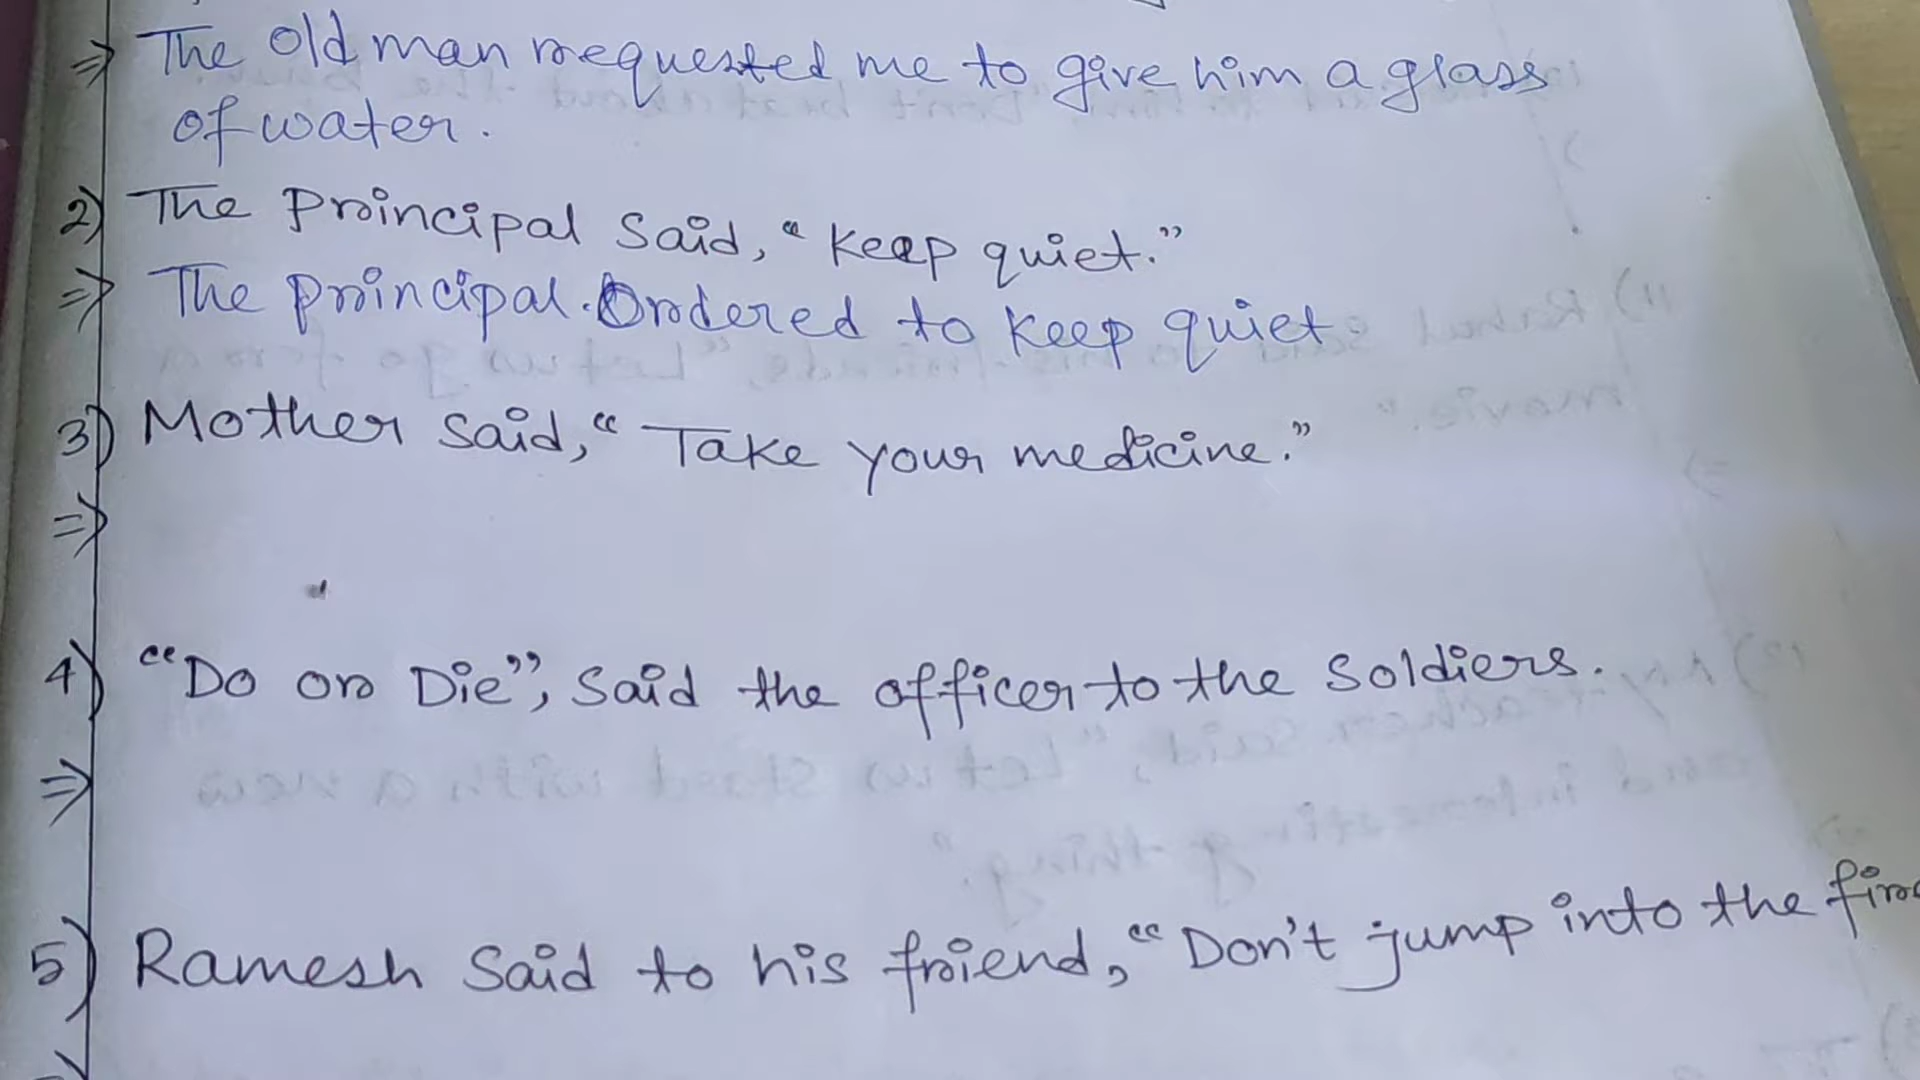 => The old man requested me to give him a glass
of water.
2) The Principal said, "Keep quiet."
=> The principal. Ordered to keep quiet.
3) Mother said, "Take your medicine."
=>
4) "Do or Die", said the officer to the soldiers.
=>
5) Ramesh said to his friend, "Don't jump into the